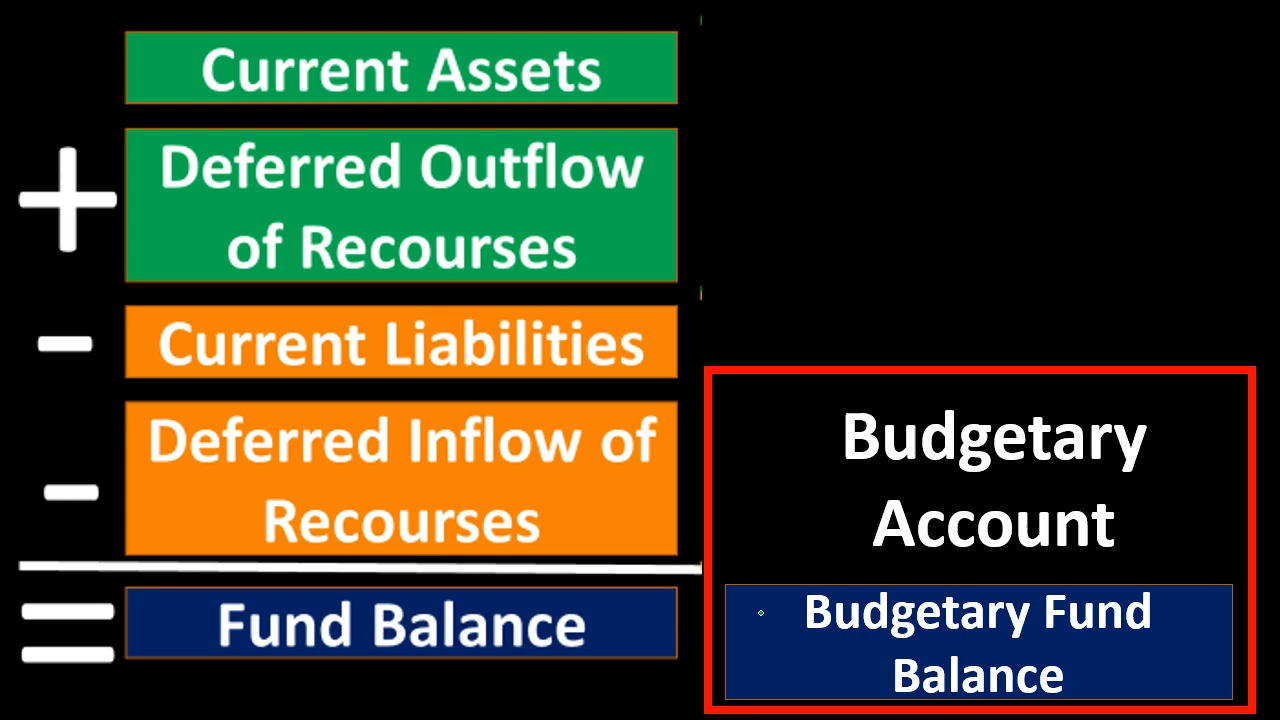 Current Assets
+
Deferred Outflow
of Recourses
-
Current Liabilities
-
Deferred Inflow of
Recourses
=
Fund Balance
Budgetary
Account
Budgetary Fund
Balance